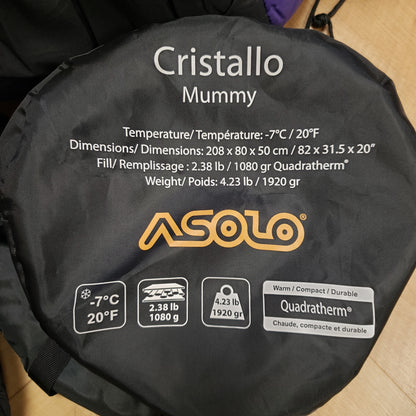 Cristallo
Mummy
Temperature/ Température: -7°C / 20°F
Dimensions/ Dimensions: 208 x 80 x 50 cm / 82 x 31.5 x 20”
Fill/ Remplissage : 2.38 lb / 1080 gr Quadratherm®
Weight/ Poids: 4.23 lb / 1920 gr
ASOLO®
-7°C
20°F
2.38 lb
1080 g
4.23 lb
1920 gr
Warm / Compact / Durable
Quadratherm®
Chaude, compacte et durable